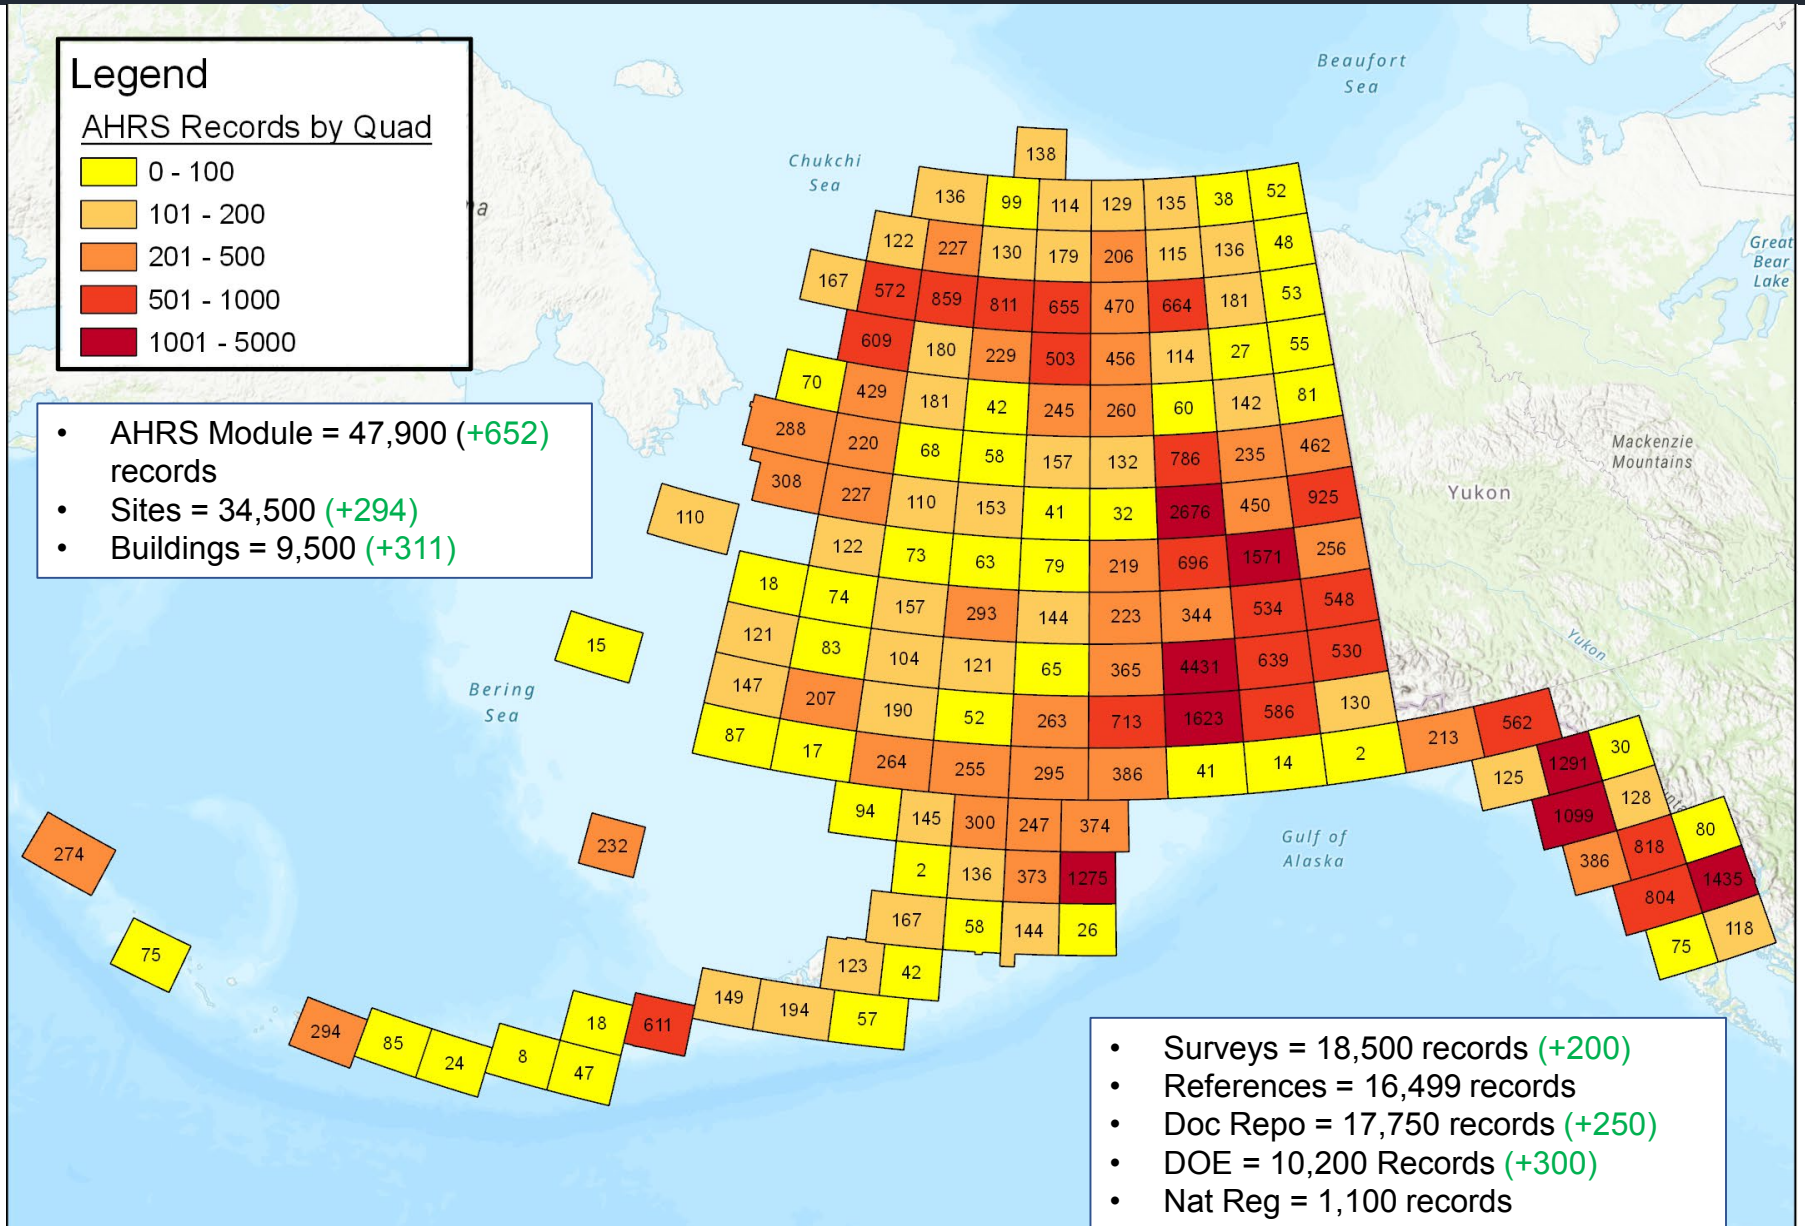 Legend
AHRS Records by Quad
0 - 100
101 - 200
201 - 500
501 - 1000
1001 - 5000
a
Beaufort
Sea
Chukchi
Sea
Great
Bear
Lake
Mackenzie
Mountains
Yukon
Yukon
Bering
Sea
Gulf of
Alaska
• AHRS Module = 47,900 (+652)
records
• Sites = 34,500 (+294)
• Buildings = 9,500 (+311)
138
136 99 114 129 135 38 52
122 227 130 179 206 115 136 48
167 572 859 811 655 470 664 181 53
609 180 229 503 456 114 27 55
70 429 181 42 245 260 60 142 81
288 220 68 58 157 132 786 235 462
308 227 110 153 41 32 2676 450 925
110
122 73 63 79 219 696 1571 256
18 74 157 293 144 223 344 534 548
15
121 83 104 121 65 365 4431 639 530
147 207 190 52 263 713 1623 586 130
87 17 264 255 295 386 41 14 2 213 562
125 1291 30
94 145 300 247 374
1099 128
274
232
2 136 373 1275
386 818 80
804 1435
167 58 144 26
75 118
75
123 42
149 194 57
294 85 24 8 18 611
47
• Surveys = 18,500 records (+200)
• References = 16,499 records
• Doc Repo = 17,750 records (+250)
• DOE = 10,200 Records (+300)
• Nat Reg = 1,100 records